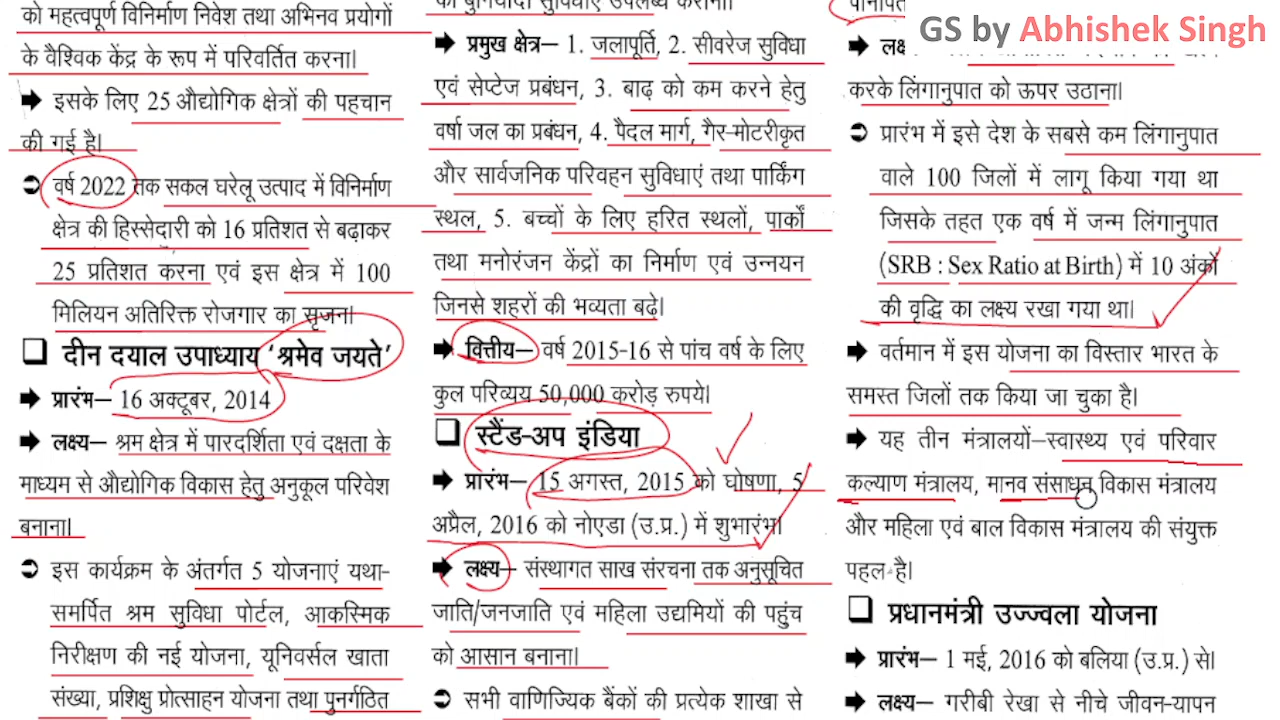 को महत्वपूर्ण विनिर्माण निवेश तथा अभिनव प्रयोगों
के वैश्विक केंद्र के रूप में परिवर्तित करना।
➡ इसके लिए 25 औद्योगिक क्षेत्रों की पहचान
की गई है।
➲ वर्ष 2022 तक सकल घरेलू उत्पाद में विनिर्माण
क्षेत्र की हिस्सेदारी को 16 प्रतिशत से बढ़ाकर
25 प्रतिशत करना एवं इस क्षेत्र में 100
मिलियन अतिरिक्त रोजगार का सृजन।
❑ दीन दयाल उपाध्याय ‘श्रमेव जयते’
➡ प्रारंभ– 16 अक्टूबर, 2014
➡ लक्ष्य– श्रम क्षेत्र में पारदर्शिता एवं दक्षता के
माध्यम से औद्योगिक विकास हेतु अनुकूल परिवेश
बनाना।
➲ इस कार्यक्रम के अंतर्गत 5 योजनाएं यथा-
समर्पित श्रम सुविधा पोर्टल, आकस्मिक
निरीक्षण की नई योजना, यूनिवर्सल खाता
संख्या, प्रशिक्षु प्रोत्साहन योजना तथा पुनर्गठित
को बुनियादी सुविधाएं उपलब्ध कराना।
➡ प्रमुख क्षेत्र– 1. जलापूर्ति, 2. सीवरेज सुविधा
एवं सेप्टेज प्रबंधन, 3. बाढ़ को कम करने हेतु
वर्षा जल का प्रबंधन, 4. पैदल मार्ग, गैर-मोटरीकृत
और सार्वजनिक परिवहन सुविधाएं तथा पार्किंग
स्थल, 5. बच्चों के लिए हरित स्थलों, पार्कों
तथा मनोरंजन केंद्रों का निर्माण एवं उन्नयन
जिनसे शहरों की भव्यता बढ़े।
➡ वित्तीय– वर्ष 2015-16 से पांच वर्ष के लिए
कुल परिव्यय 50,000 करोड़ रुपये।
❑ स्टैंड-अप इंडिया
➡ प्रारंभ– 15 अगस्त, 2015 को घोषणा, 5
अप्रैल, 2016 को नोएडा (उ.प्र.) में शुभारंभ।
➡ लक्ष्य– संस्थागत साख संरचना तक अनुसूचित
जाति/जनजाति एवं महिला उद्यमियों की पहुंच
को आसान बनाना।
➲ सभी वाणिज्यिक बैंकों की प्रत्येक शाखा से
GS by Abhishek Singh
➡ लक्ष
करके लिंगानुपात को ऊपर उठाना।
➲ प्रारंभ में इसे देश के सबसे कम लिंगानुपात
वाले 100 जिलों में लागू किया गया था
जिसके तहत एक वर्ष में जन्म लिंगानुपात
(SRB : Sex Ratio at Birth) में 10 अंकों
की वृद्धि का लक्ष्य रखा गया था।
➡ वर्तमान में इस योजना का विस्तार भारत के
समस्त जिलों तक किया जा चुका है।
➡ यह तीन मंत्रालयों–स्वास्थ्य एवं परिवार
कल्याण मंत्रालय, मानव संसाधन विकास मंत्रालय
और महिला एवं बाल विकास मंत्रालय की संयुक्त
पहल है।
❑ प्रधानमंत्री उज्ज्वला योजना
➡ प्रारंभ– 1 मई, 2016 को बलिया (उ.प्र.) से।
➡ लक्ष्य– गरीबी रेखा से नीचे जीवन-यापन